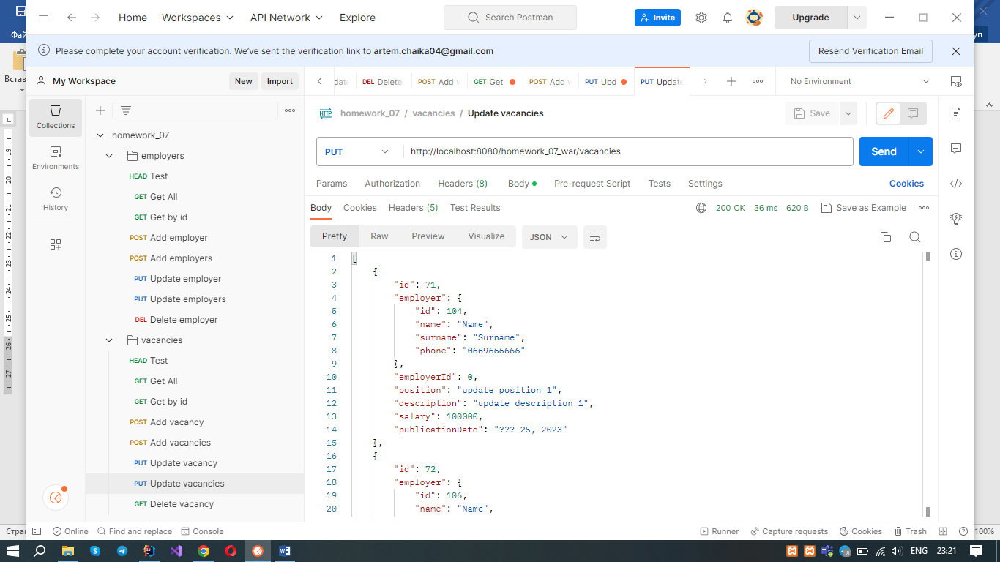 Home Workspaces API Network Explore Search Postman Invite Upgrade
Фай
Please complete your account verification. We've sent the verification link to artem.chaika04@gmail.com Resend Verification Email
Встав
My Workspace New Import
DEL Delete POST Add GET Get POST Add PUT Upd PUT Update No Environment
homework_07 / vacancies / Update vacancies Save
PUT http://localhost:8080/homework_07_war/vacancies Send
Params Authorization Headers (8) Body Pre-request Script Tests Settings Cookies
Body Cookies Headers (5) Test Results 200 OK 36 ms 620 B Save as Example
Pretty Raw Preview Visualize JSON
Collections
Environments
History
homework_07
employers
HEAD Test
GET Get All
GET Get by id
POST Add employer
POST Add employers
PUT Update employer
PUT Update employers
DEL Delete employer
vacancies
HEAD Test
GET Get All
GET Get by id
POST Add vacancy
POST Add vacancies
PUT Update vacancy
PUT Update vacancies
GET Delete vacancy
1 [
2 {
3 "id": 71,
4 "employer": {
5 "id": 104,
6 "name": "Name",
7 "surname": "Surname",
8 "phone": "0669666666"
9 },
10 "employerId": 0,
11 "position": "update position 1",
12 "description": "update description 1",
13 "salary": 100000,
14 "publicationDate": "??? 25, 2023"
15 },
16 {
17 "id": 72,
18 "employer": {
19 "id": 106,
20 "name": "Name",
19 20 21 22 23 24 25 26 27
Стран Online Find and replace Console Runner Capture requests Cookies Trash 100%
ENG 23:21